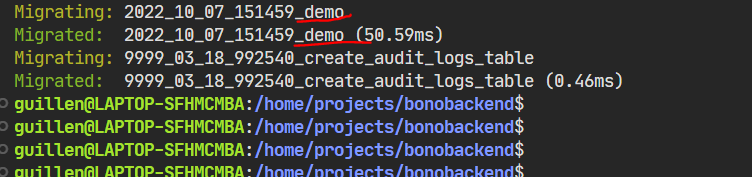 Migrating: 2022_10_07_151459_demo
Migrated:  2022_10_07_151459_demo (50.59ms)
Migrating: 9999_03_18_992540_create_audit_logs_table
Migrated:  9999_03_18_992540_create_audit_logs_table (0.46ms)
guillen@LAPTOP-SFHMCMBA:/home/projects/bonobackend$
guillen@LAPTOP-SFHMCMBA:/home/projects/bonobackend$
guillen@LAPTOP-SFHMCMBA:/home/projects/bonobackend$
guillen@LAPTOP-SFHMCMBA:/home/projects/bonobackend$